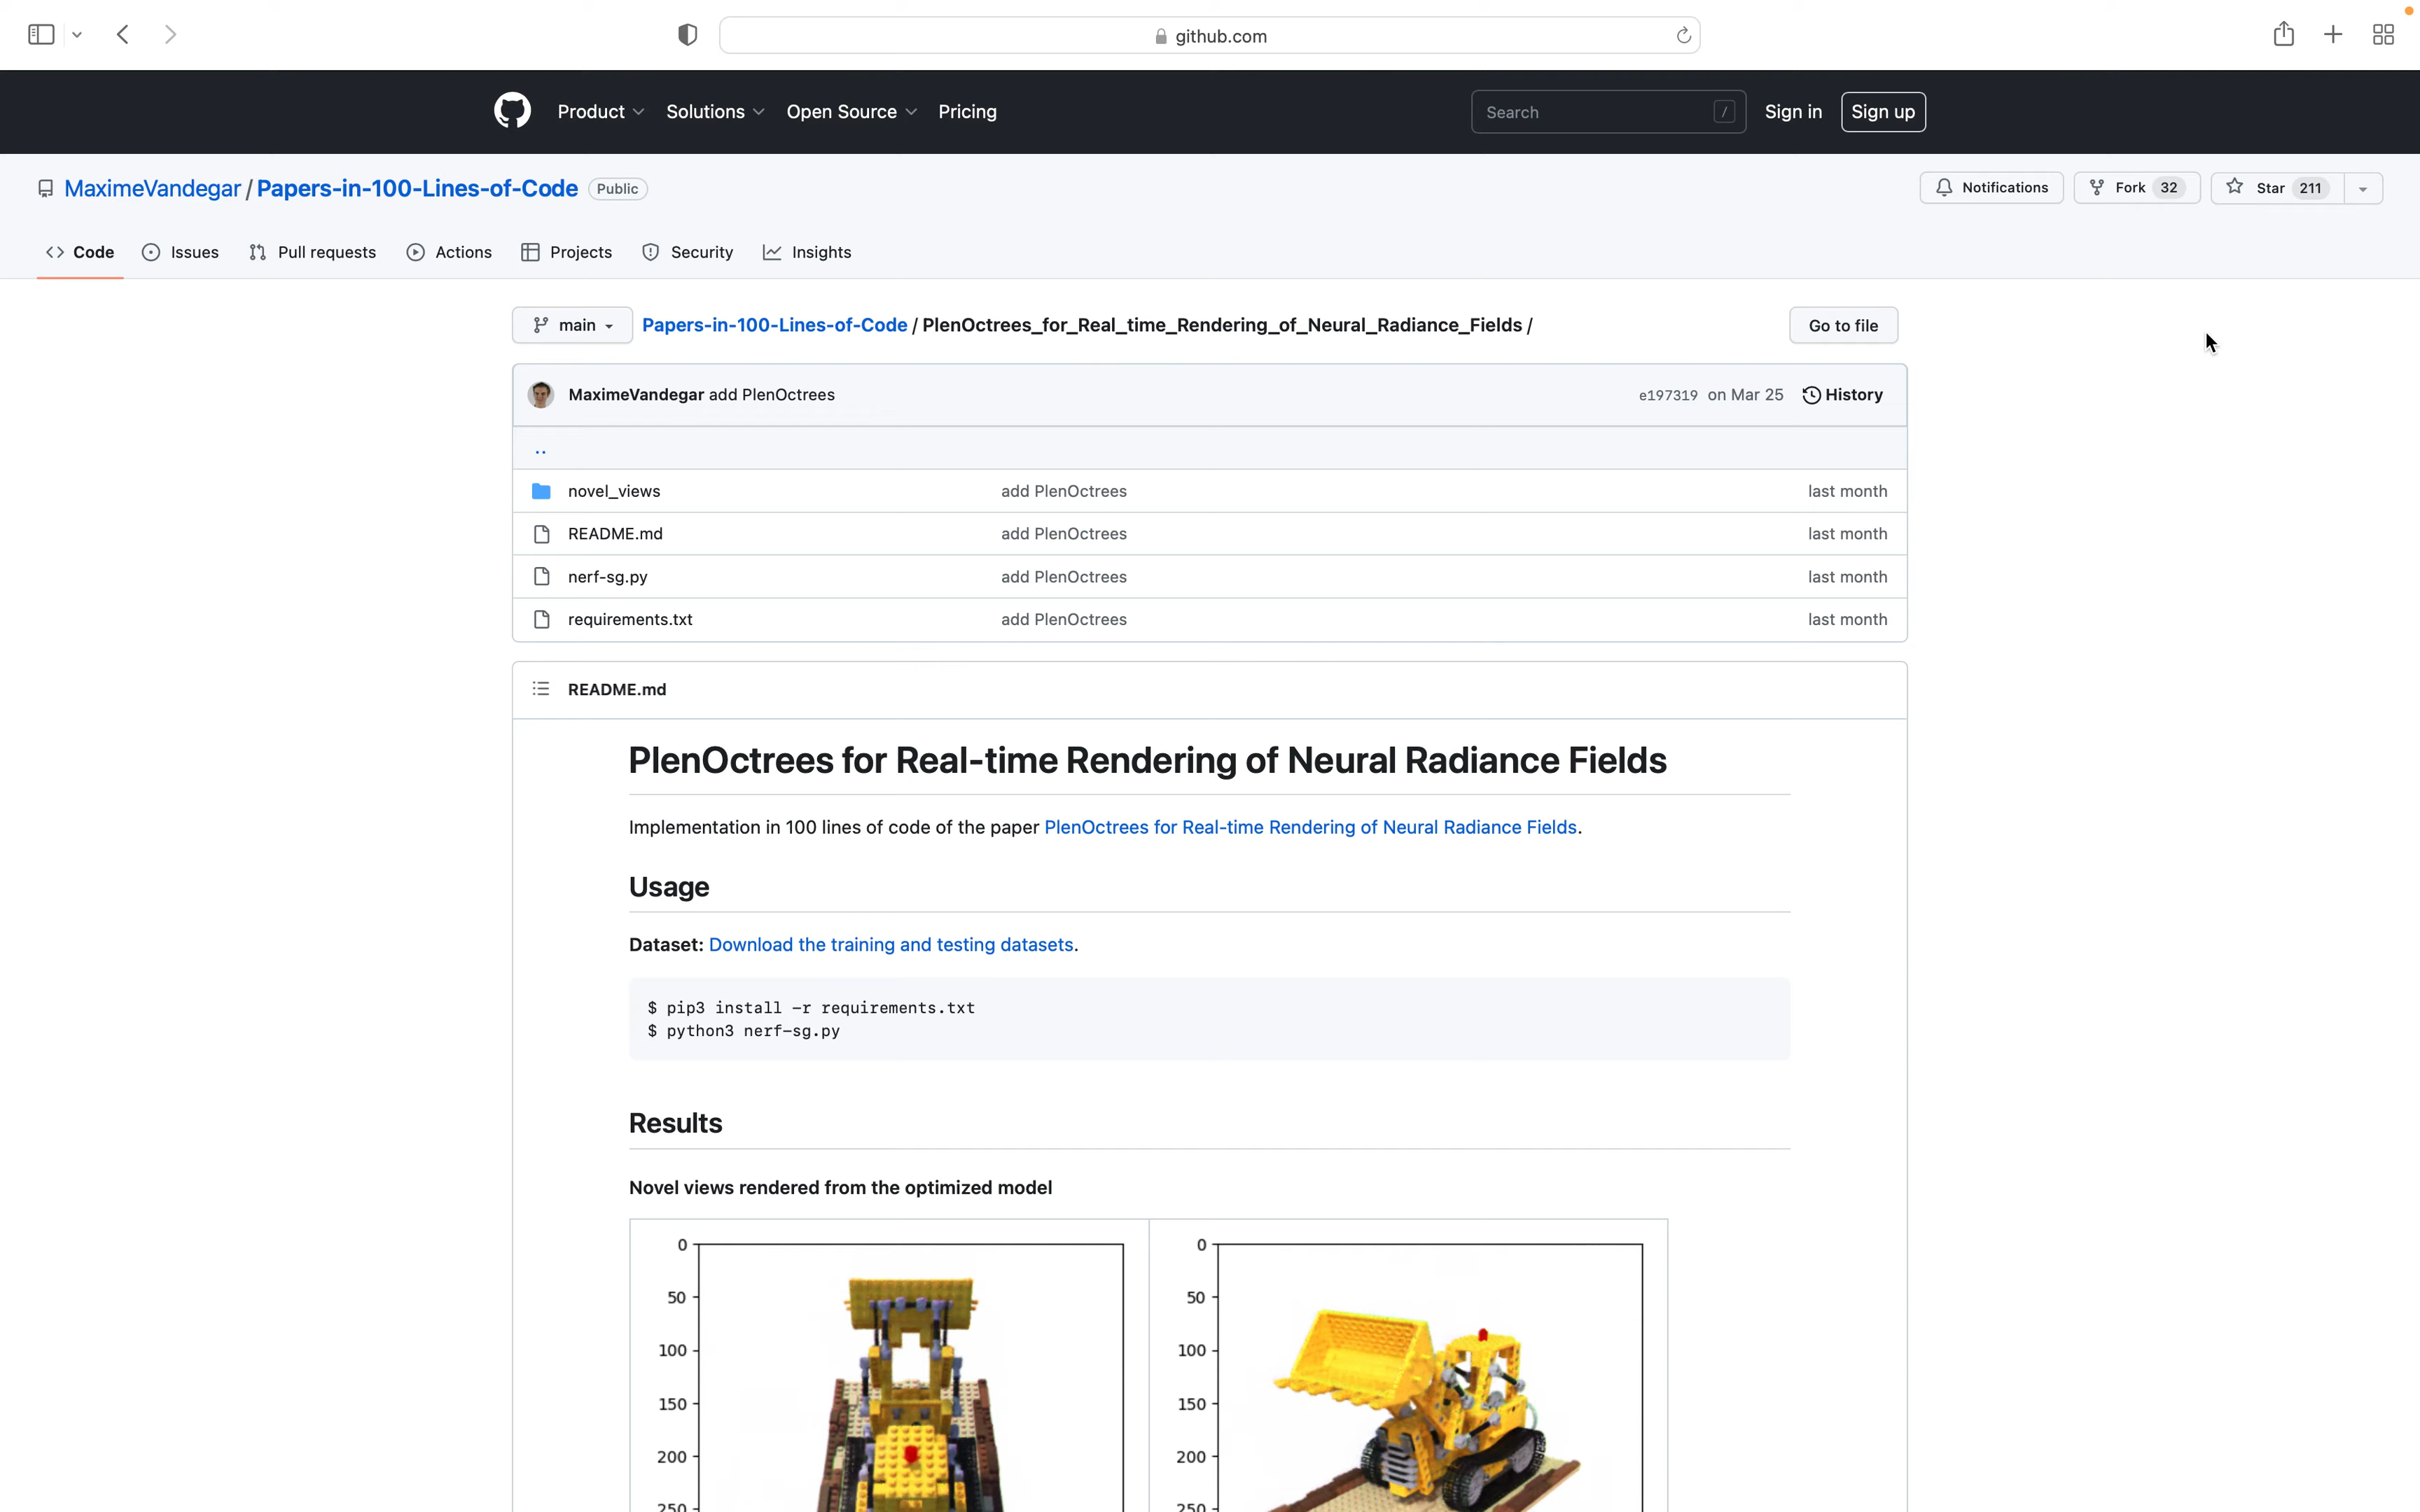 github.com
Product Solutions Open Source Pricing Search / Sign in Sign up
MaximeVandegar / Papers-in-100-Lines-of-Code Public Notifications Fork 32 Star 211
Code Issues Pull requests Actions Projects Security Insights
main Papers-in-100-Lines-of-Code / PlenOctrees_for_Real_time_Rendering_of_Neural_Radiance_Fields / Go to file
MaximeVandegar add PlenOctrees e197319 on Mar 25 History
..
novel_views add PlenOctrees last month
README.md add PlenOctrees last month
nerf-sg.py add PlenOctrees last month
requirements.txt add PlenOctrees last month
README.md
PlenOctrees for Real-time Rendering of Neural Radiance Fields
Implementation in 100 lines of code of the paper PlenOctrees for Real-time Rendering of Neural Radiance Fields.
Usage
Dataset: Download the training and testing datasets.
$ pip3 install -r requirements.txt
$ python3 nerf-sg.py
Results
Novel views rendered from the optimized model
0 0
50 50
100 100
150 150
200 200
250 250